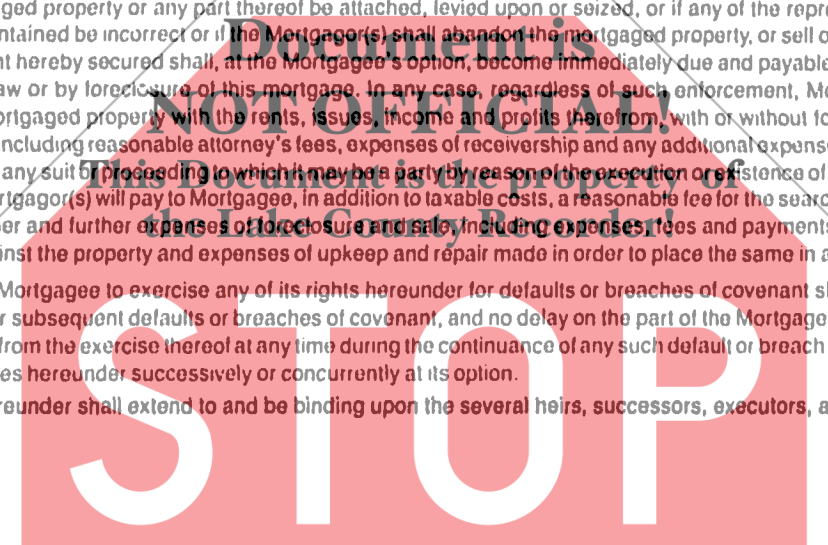 ged property or any part thereof be attached, levied upon or seized, or if any of the repr
ntained be incorrect or if the Mortgagor(s) shall abandon the mortgaged property, or sell o
nt hereby secured shall, at the Mortgagee's option, become immediately due and payable
aw or by foreclosure of this mortgage. In any case, regardless of such enforcement, Mo
ortgaged property with the rents, issues, income and profits therefrom, with or without fo
including reasonable attorney's fees, expenses of receivership and any additional expens
any suit or proceeding to which it may be a party by reason of the execution or existence of
rtgagor(s) will pay to Mortgagee, in addition to taxable costs, a reasonable fee for the searc
er and further expenses of foreclosure and sale, including expenses, fees and payments
inst the property and expenses of upkeep and repair made in order to place the same in a
Mortgagee to exercise any of its rights hereunder for defaults or breaches of covenant s
r subsequent defaults or breaches of covenant, and no delay on the part of the Mortgage
from the exercise thereof at any time during the continuance of any such default or breach
es hereunder successively or concurrently at its option.
reunder shall extend to and be binding upon the several heirs, successors, executors, a
Document is
NOT OFFICIAL!
This Document is the property of
the Lake County Recorder!
STOP